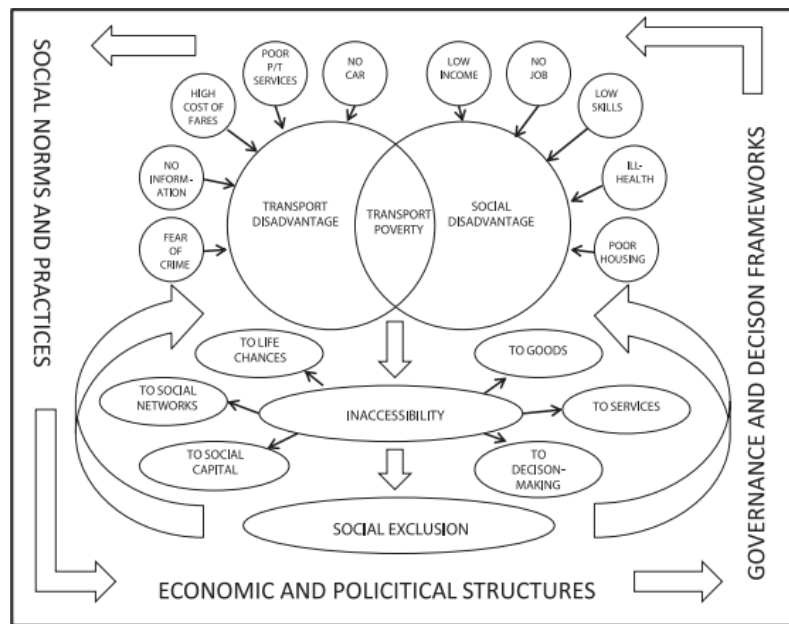 SOCIAL NORMS AND PRACTICES
GOVERNANCE AND DECISON FRAMEWORKS
POOR
P/T
SERVICES
NO
CAR
LOW
INCOME
NO
JOB
HIGH
COST OF
FARES
LOW
SKILLS
NO
INFORM-
ATION
ILL-
HEALTH
TRANSPORT
DISADVANTAGE
TRANSPORT
POVERTY
SOCIAL
DISADVANTAGE
FEAR
OF
CRIME
POOR
HOUSING
TO LIFE
CHANCES
TO GOODS
TO SOCIAL
NETWORKS
INACCESSIBILITY
TO SERVICES
TO SOCIAL
CAPITAL
TO
DECISON-
MAKING
SOCIAL EXCLUSION
ECONOMIC AND POLICITICAL STRUCTURES